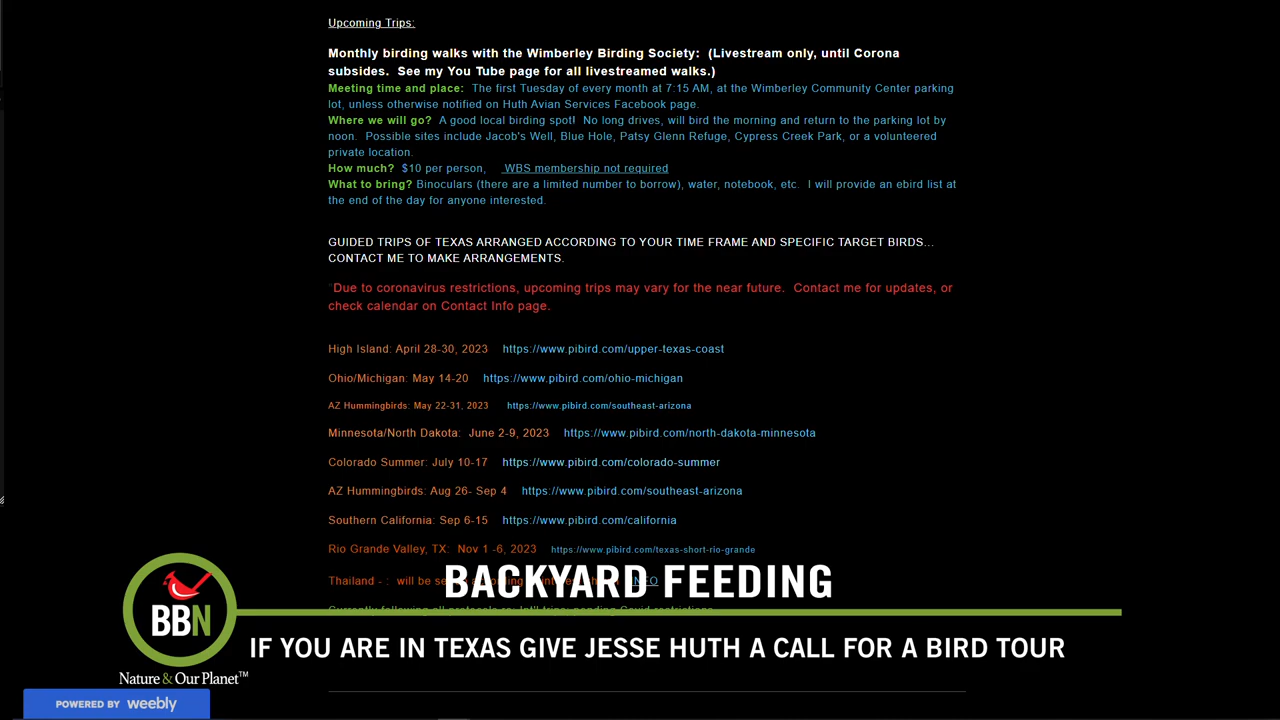 Upcoming Trips:
Monthly birding walks with the Wimberley Birding Society: (Livestream only, until Corona
subsides. See my You Tube page for all livestreamed walks.)
Meeting time and place: The first Tuesday of every month at 7:15 AM, at the Wimberley Community Center parking
lot, unless otherwise notified on Huth Avian Services Facebook page.
Where we will go? A good local birding spot! No long drives, will bird the morning and return to the parking lot by
noon. Possible sites include Jacob's Well, Blue Hole, Patsy Glenn Refuge, Cypress Creek Park, or a volunteered
private location.
How much? $10 per person, WBS membership not required
What to bring? Binoculars (there are a limited number to borrow), water, notebook, etc. I will provide an ebird list at
the end of the day for anyone interested.
GUIDED TRIPS OF TEXAS ARRANGED ACCORDING TO YOUR TIME FRAME AND SPECIFIC TARGET BIRDS...
CONTACT ME TO MAKE ARRANGEMENTS.
Due to coronavirus restrictions, upcoming trips may vary for the near future. Contact me for updates, or
check calendar on Contact Info page.
High Island: April 28-30, 2023 https://www.pibird.com/upper-texas-coast
Ohio/Michigan: May 14-20 https://www.pibird.com/ohio-michigan
AZ Hummingbirds: May 22-31, 2023 https://www.pibird.com/southeast-arizona
Minnesota/North Dakota: June 2-9, 2023 https://www.pibird.com/north-dakota-minnesota
Colorado Summer: July 10-17 https://www.pibird.com/colorado-summer
AZ Hummingbirds: Aug 26- Sep 4 https://www.pibird.com/southeast-arizona
Southern California: Sep 6-15 https://www.pibird.com/california
Rio Grande Valley, TX: Nov 1 -6, 2023 https://www.pibird.com/texas-short-rio-grande
Thailand - : will be
BACKYARD FEEDING
Currently following all protocols
BBN
IF YOU ARE IN TEXAS GIVE JESSE HUTH A CALL FOR A BIRD TOUR
Nature & Our Planet™
POWERED BY weebly